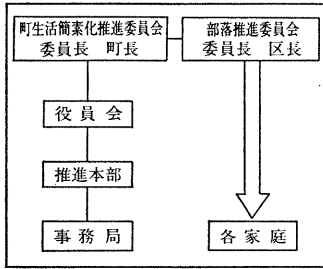 町生活簡素化推進委員会
委員長 町長
部落推進委員会
委員長 区長
役員会
推進本部
事務局
各家庭